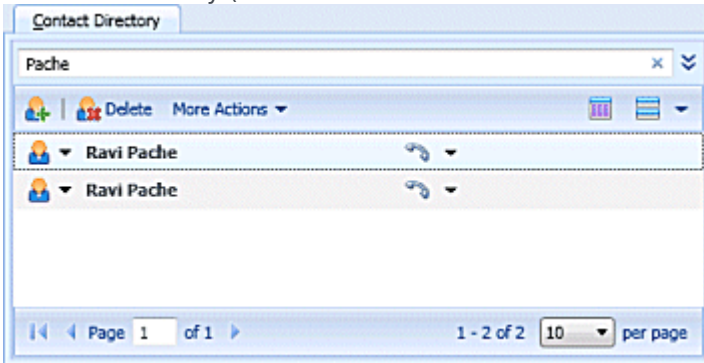 Contact Directory
Pache
Delete More Actions
Ravi Pache
Ravi Pache
Page 1 of 1 1 - 2 of 2 10 per page